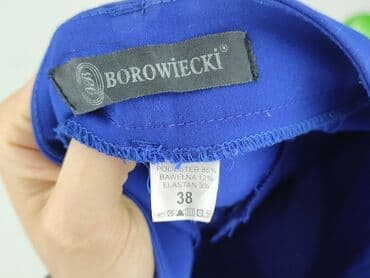 BOROWiECKI®
POLIESTER 85%
BAWEŁNA 12%
ELASTAN 3%
38